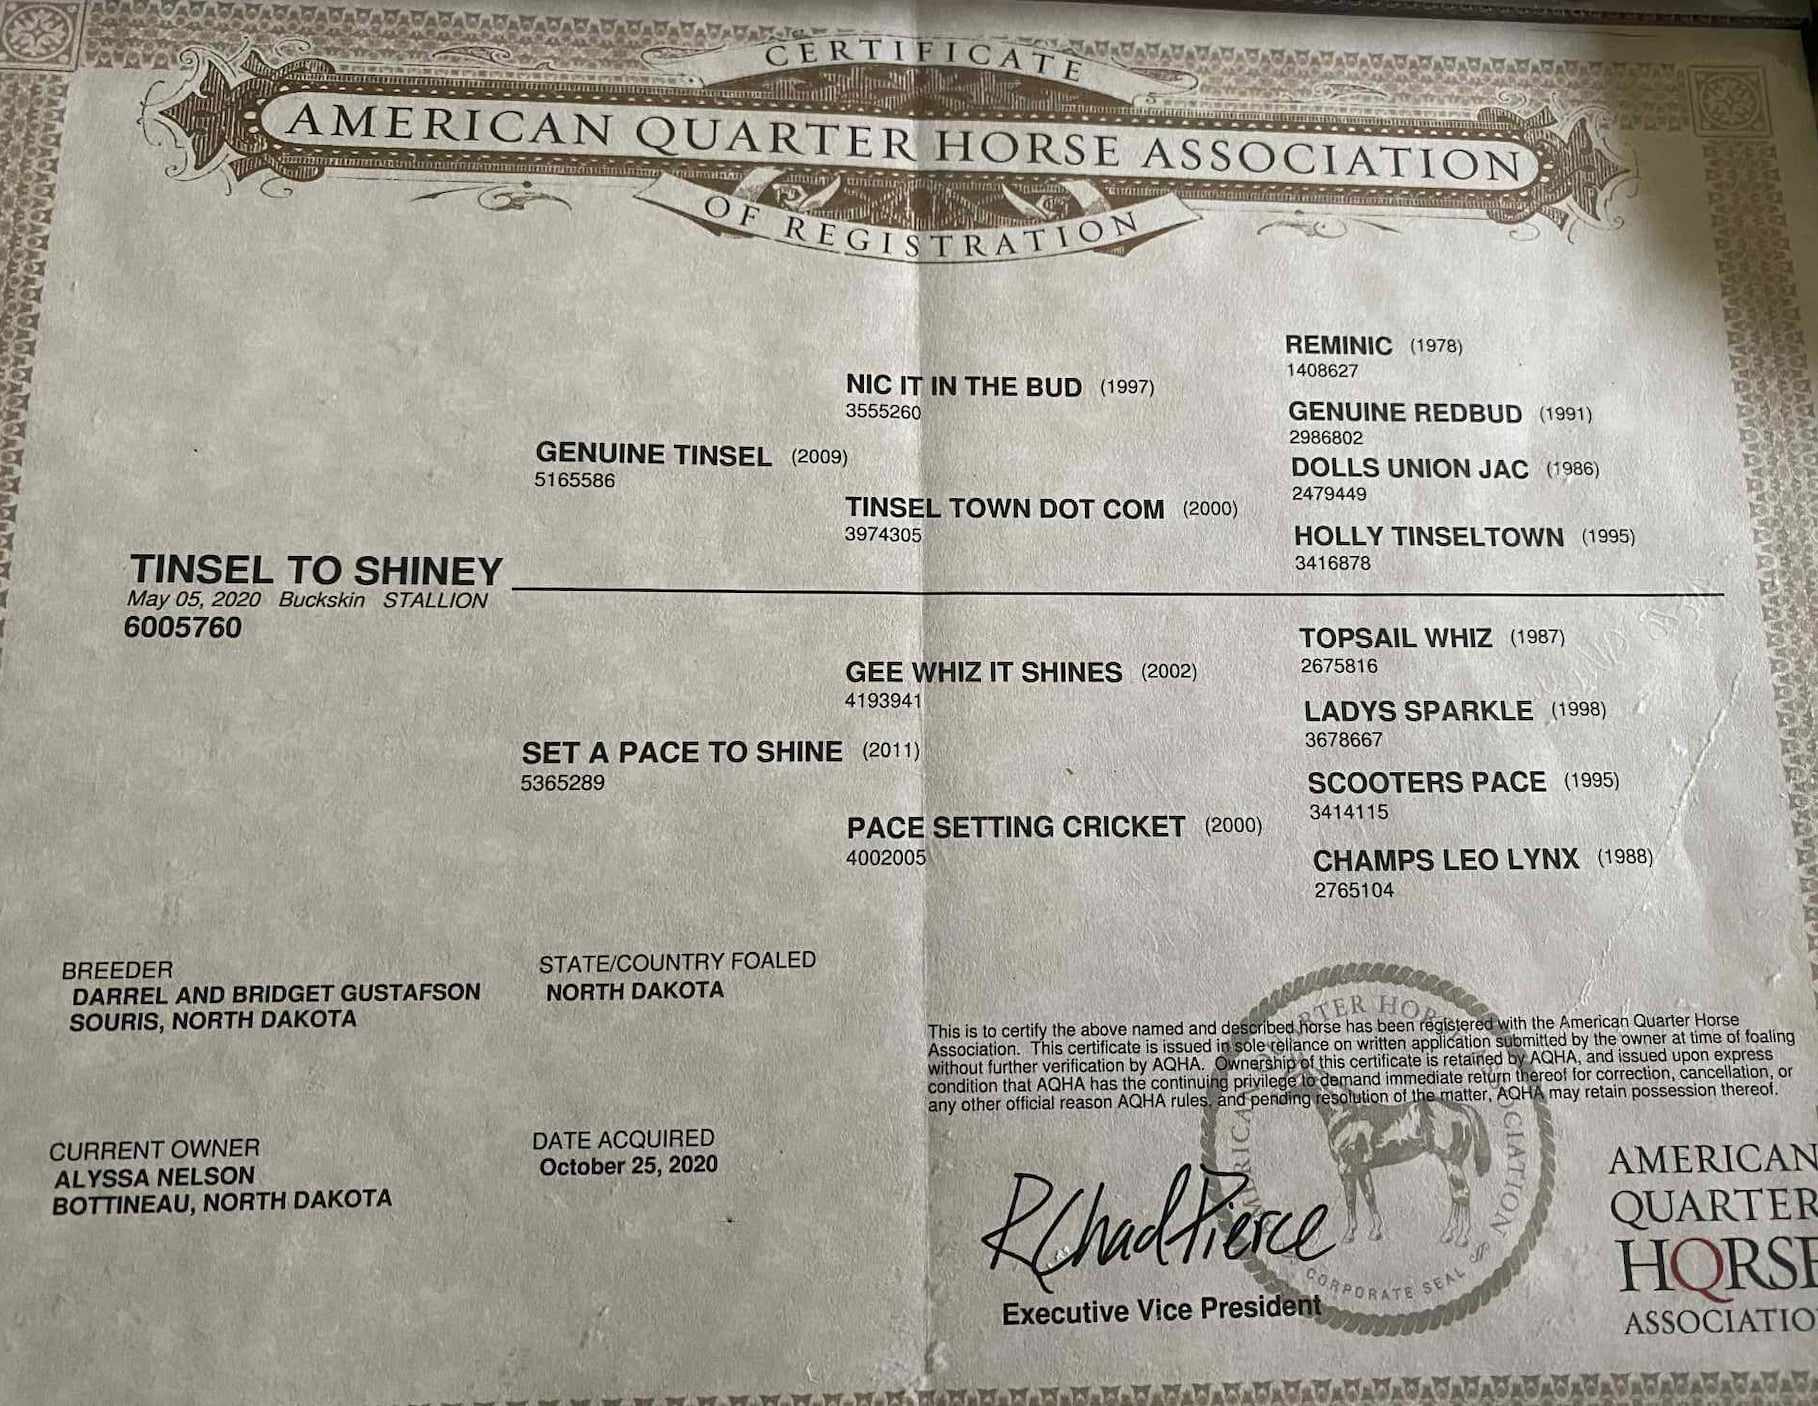 CERTIFICATE
AMERICAN QUARTER HORSE ASSOCIATION
OF REGISTRATION
REMINIC (1978)
1408627
NIC IT IN THE BUD (1997)
3555260
GENUINE REDBUD (1991)
2986802
GENUINE TINSEL (2009)
5165586
DOLLS UNION JAC (1986)
2479449
TINSEL TOWN DOT COM (2000)
3974305
HOLLY TINSELTOWN (1995)
3416878
TINSEL TO SHINEY
May 05, 2020 Buckskin STALLION
6005760
TOPSAIL WHIZ (1987)
2675816
GEE WHIZ IT SHINES (2002)
4193941
LADYS SPARKLE (1998)
3678667
SET A PACE TO SHINE (2011)
5365289
SCOOTERS PACE (1995)
3414115
PACE SETTING CRICKET (2000)
4002005
CHAMPS LEO LYNX (1988)
2765104
BREEDER
DARREL AND BRIDGET GUSTAFSON
SOURIS, NORTH DAKOTA
STATE/COUNTRY FOALED
NORTH DAKOTA
This is to certify the above named and described horse has been registered with the American Quarter Horse
Association. This certificate is issued in sole reliance on written application submitted by the owner at time of foaling
without further verification by AQHA. Ownership of this certificate is retained by AQHA, and issued upon express
condition that AQHA has the continuing privilege to demand immediate return thereof for correction, cancellation, or
any other official reason AQHA rules, and pending resolution of the matter, AQHA may retain possession thereof.
CURRENT OWNER
ALYSSA NELSON
BOTTINEAU, NORTH DAKOTA
DATE ACQUIRED
October 25, 2020
R Chad Pierce
Executive Vice President
AMERICAN QUARTER HORSE ASSOCIATION
CORPORATE SEAL
AMERICAN
QUARTER
HORSE
ASSOCIATIO